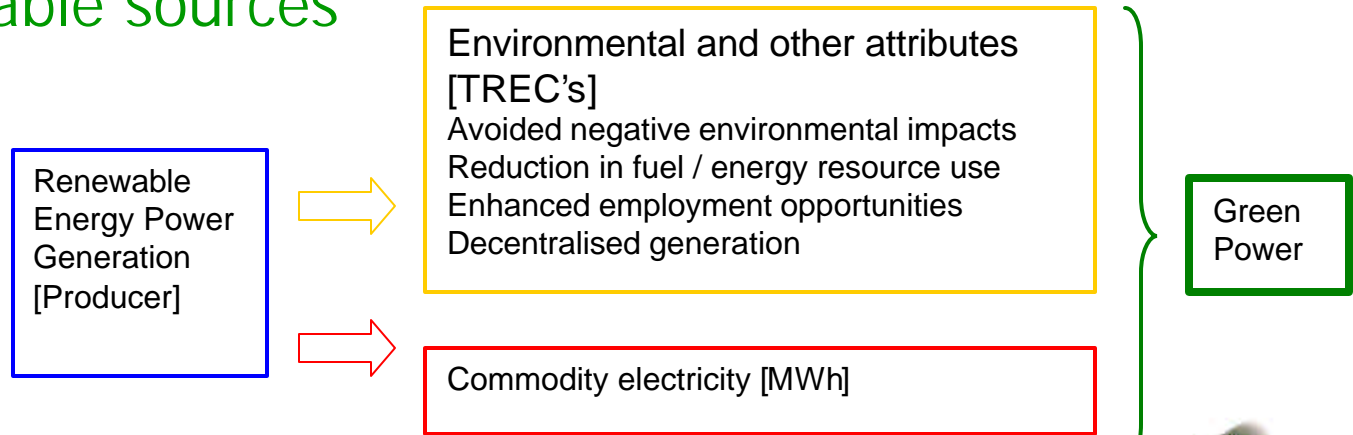 able sources
Environmental and other attributes
[TREC's]
Avoided negative environmental impacts
Reduction in fuel / energy resource use
Enhanced employment opportunities
Decentralised generation
Renewable
Energy Power
Generation
[Producer]
Green
Power
Commodity electricity [MWh]